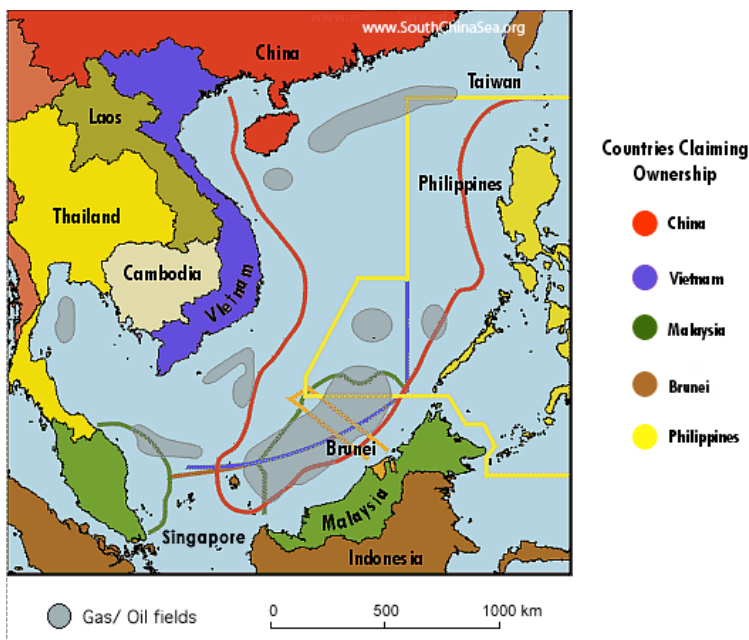 www.SouthChinaSea.org
China
Taiwan
Laos
Countries Claiming
Ownership
Philippines
Thailand
China
Cambodia
Vietnam
Vietnam
Malaysia
Brunei
Philippines
Brunei
Malaysia
Singapore
Indonesia
Gas/ Oil fields
0 500 1000 km